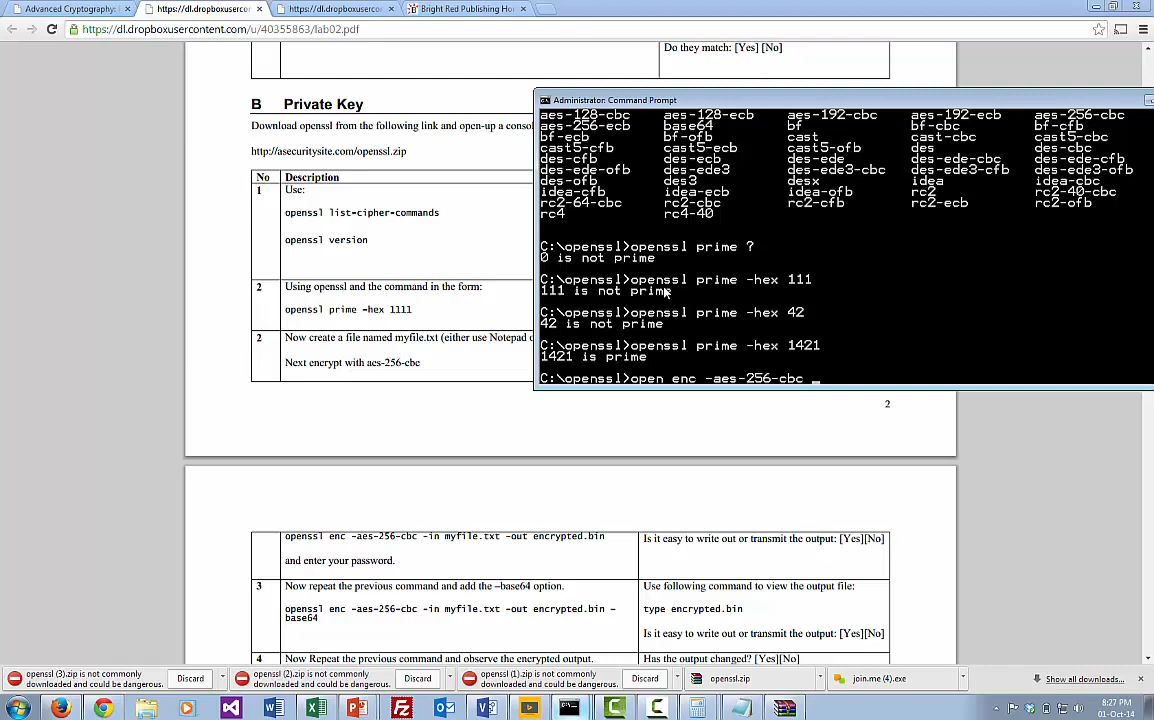 Advanced Cryptography:
https://dl.dropboxusercontent.com
https://dl.dropboxusercon
Bright Red Publishing Ho
https://dl.dropboxusercontent.com/u/40355863/lab02.pdf
Do they match: [Yes] [No]
B Private Key
Download openssl from the following link and open-up a conso
http://asecuritysite.com/openssl.zip
No Description
1 Use:
openssl list-cipher-commands
openssl version
2 Using openssl and the command in the form:
openssl prime –hex 1111
2 Now create a file named myfile.txt (either use Notepad o
Next encrypt with aes-256-cbc
Administrator: Command Prompt
aes-128-cbc aes-128-ecb aes-192-cbc aes-192-ecb aes-256-cbc
aes-256-ecb base64 bf bf-cbc bf-cfb
bf-ecb bf-ofb cast cast-cbc cast5-cbc
cast5-cfb cast5-ecb cast5-ofb des des-cbc
des-cfb des-ecb des-ede des-ede-cbc des-ede-cfb
des-ede-ofb des-ede3 des-ede3-cbc des-ede3-cfb des-ede3-ofb
des-ofb des3 desx idea idea-cbc
idea-cfb idea-ecb idea-ofb rc2 rc2-40-cbc
rc2-64-cbc rc2-cbc rc2-cfb rc2-ecb rc2-ofb
rc4 rc4-40
C:\openssl>openssl prime ?
0 is not prime
C:\openssl>openssl prime -hex 111
111 is not prime
C:\openssl>openssl prime -hex 42
42 is not prime
C:\openssl>openssl prime -hex 1421
1421 is prime
C:\openssl>open enc -aes-256-cbc _
2
openssl enc -aes-256-cbc -in myfile.txt -out encrypted.bin
and enter your password.
Is it easy to write out or transmit the output: [Yes][No]
3 Now repeat the previous command and add the –base64 option.
openssl enc -aes-256-cbc -in myfile.txt -out encrypted.bin –
base64
Use following command to view the output file:
type encrypted.bin
Is it easy to write out or transmit the output: [Yes][No]
4 Now Repeat the previous command and observe the encrypted output.
Has the output changed? [Yes][No]
openssl (3).zip is not commonly
downloaded and could be dangerous.
Discard
openssl (2).zip is not commonly
downloaded and could be dangerous.
Discard
openssl (1).zip is not commonly
downloaded and could be dangerous.
Discard
openssl.zip
join.me (4).exe
Show all downloads...
8:27 PM
01-Oct-14